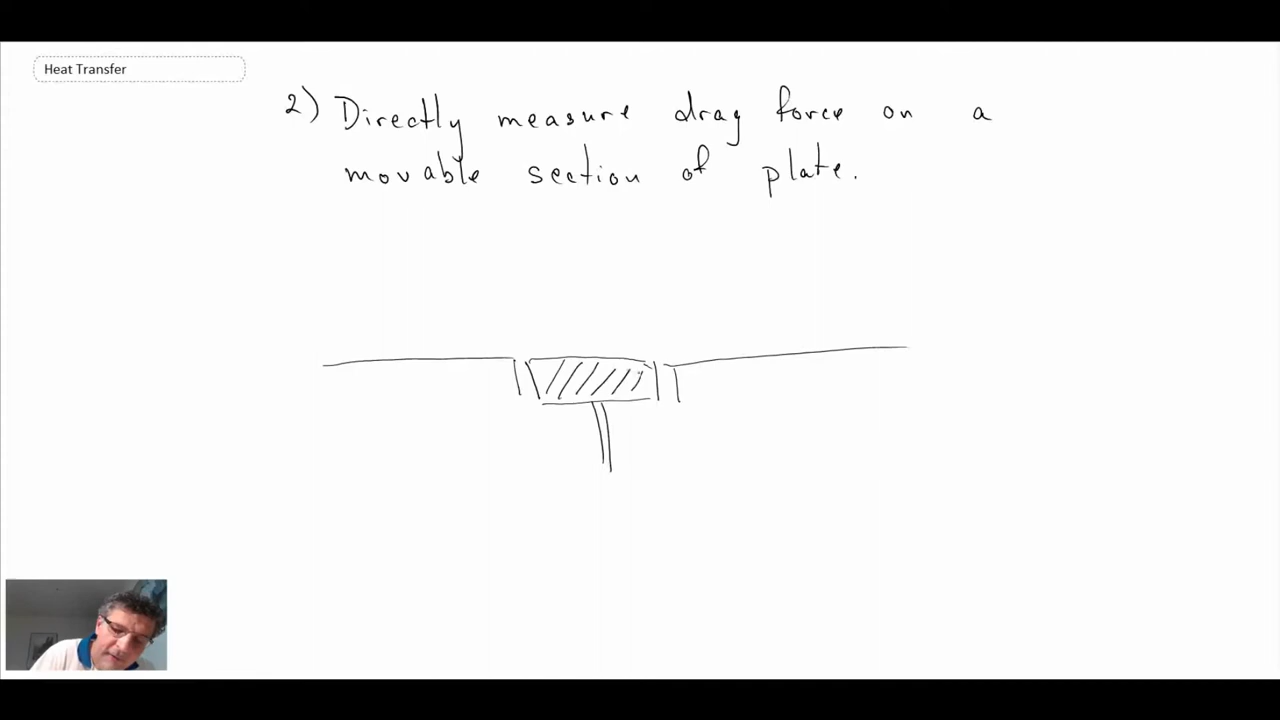 Heat Transfer
2) Directly measure drag force on a
movable section of plate.